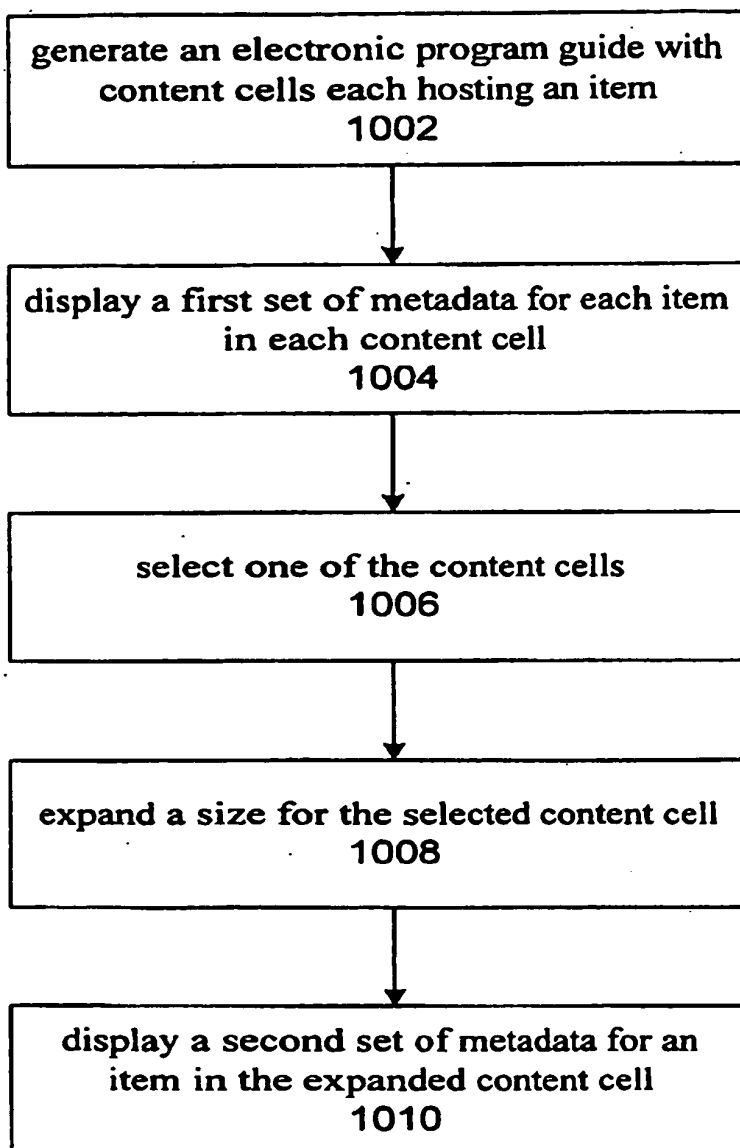 generate an electronic program guide with
content cells each hosting an item
1002
display a first set of metadata for each item
in each content cell
1004
select one of the content cells
1006
expand a size for the selected content cell
1008
display a second set of metadata for an
item in the expanded content cell
1010